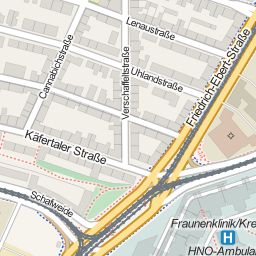 Lenaustraße
Cannabichstraße
Verschaffeltstraße
Uhlandstraße
Friedrich-Ebert-Straße
Käfertaler Straße
Schafweide
Frauenklinik/Kre
H
HNO-Ambula